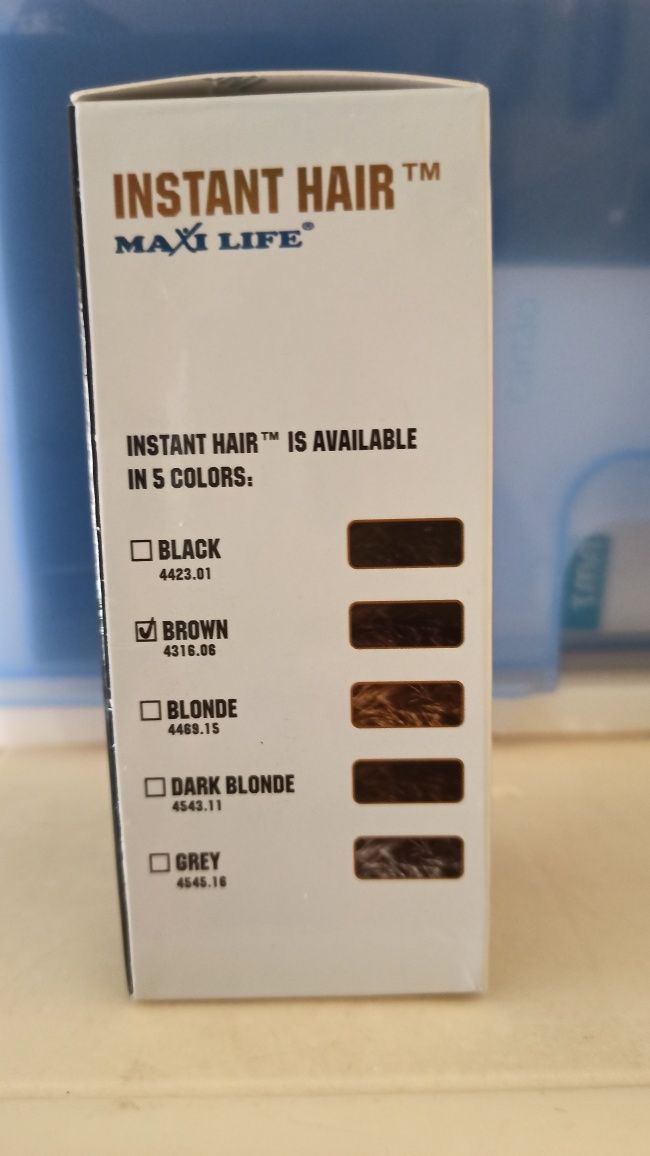 INSTANT HAIR™
MAXI LIFE®
INSTANT HAIR™ IS AVAILABLE
IN 5 COLORS:
☐ BLACK
4423.01
☑ BROWN
4316.06
☐ BLONDE
4469.15
☐ DARK BLONDE
4543.11
☐ GREY
4545.16